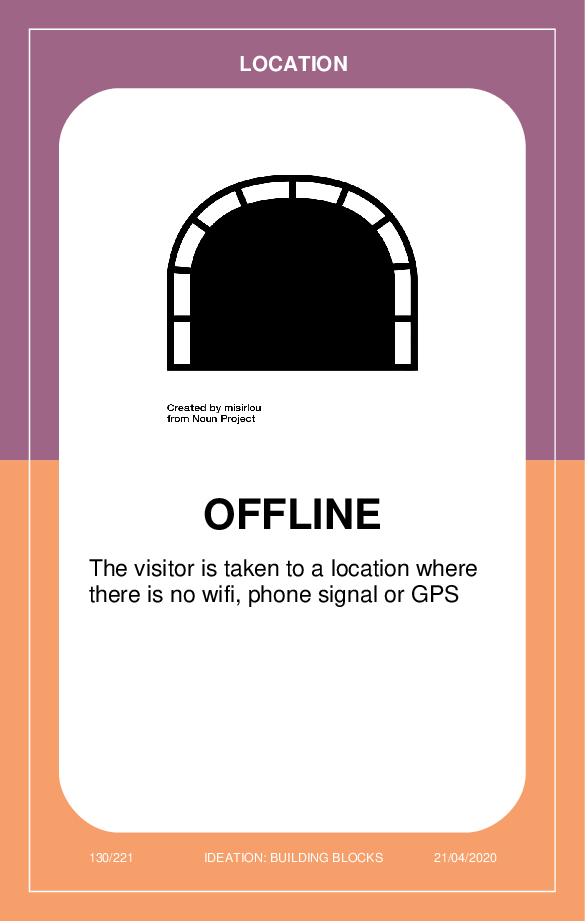 LOCATION
Created by misirlou
from Noun Project
OFFLINE
The visitor is taken to a location where
there is no wifi, phone signal or GPS
130/221
IDEATION: BUILDING BLOCKS
21/04/2020